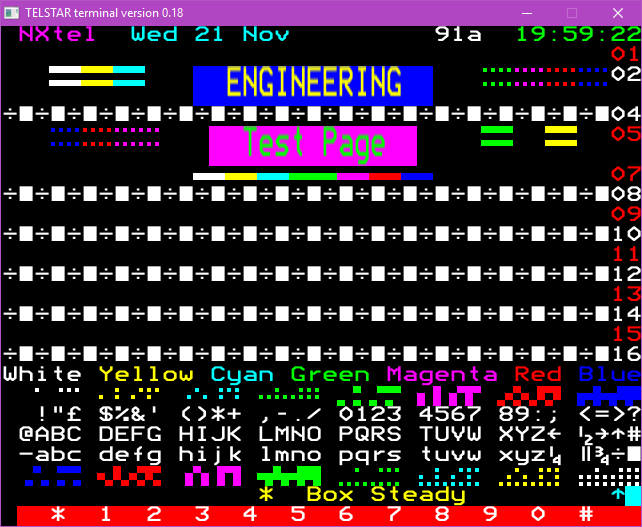 TELSTAR terminal version 0.18
NXtel Wed 21 Nov 91a 19:59:22
01
ENGINEERING 02
÷■÷■÷■÷■÷■÷■÷■÷■÷■÷■÷■÷■÷■÷■÷■÷■÷■÷■÷■04
Test Page 05
07
÷■÷■÷■÷■÷■÷■÷■÷■÷■÷■÷■÷■÷■÷■÷■÷■÷■÷■÷■08
09
÷■÷■÷■÷■÷■÷■÷■÷■÷■÷■÷■÷■÷■÷■÷■÷■÷■÷■÷■10
11
÷■÷■÷■÷■÷■÷■÷■÷■÷■÷■÷■÷■÷■÷■÷■÷■÷■÷■÷■12
13
÷■÷■÷■÷■÷■÷■÷■÷■÷■÷■÷■÷■÷■÷■÷■÷■÷■÷■÷■14
15
÷■÷■÷■÷■÷■÷■÷■÷■÷■÷■÷■÷■÷■÷■÷■÷■÷■÷■÷■16
White Yellow Cyan Green Magenta Red Blue
!"£ $%&' ()*+ ,-./ 0123 4567 89:; <=>?
@ABC DEFG HIJK LMNO PQRS TUVW XYZ← ½→↑#
―abc defg hijk lmno pqrs tuvw xyz¼ ‖¾÷■
* Box Steady ↑
* 1 2 3 4 5 6 7 8 9 0 #